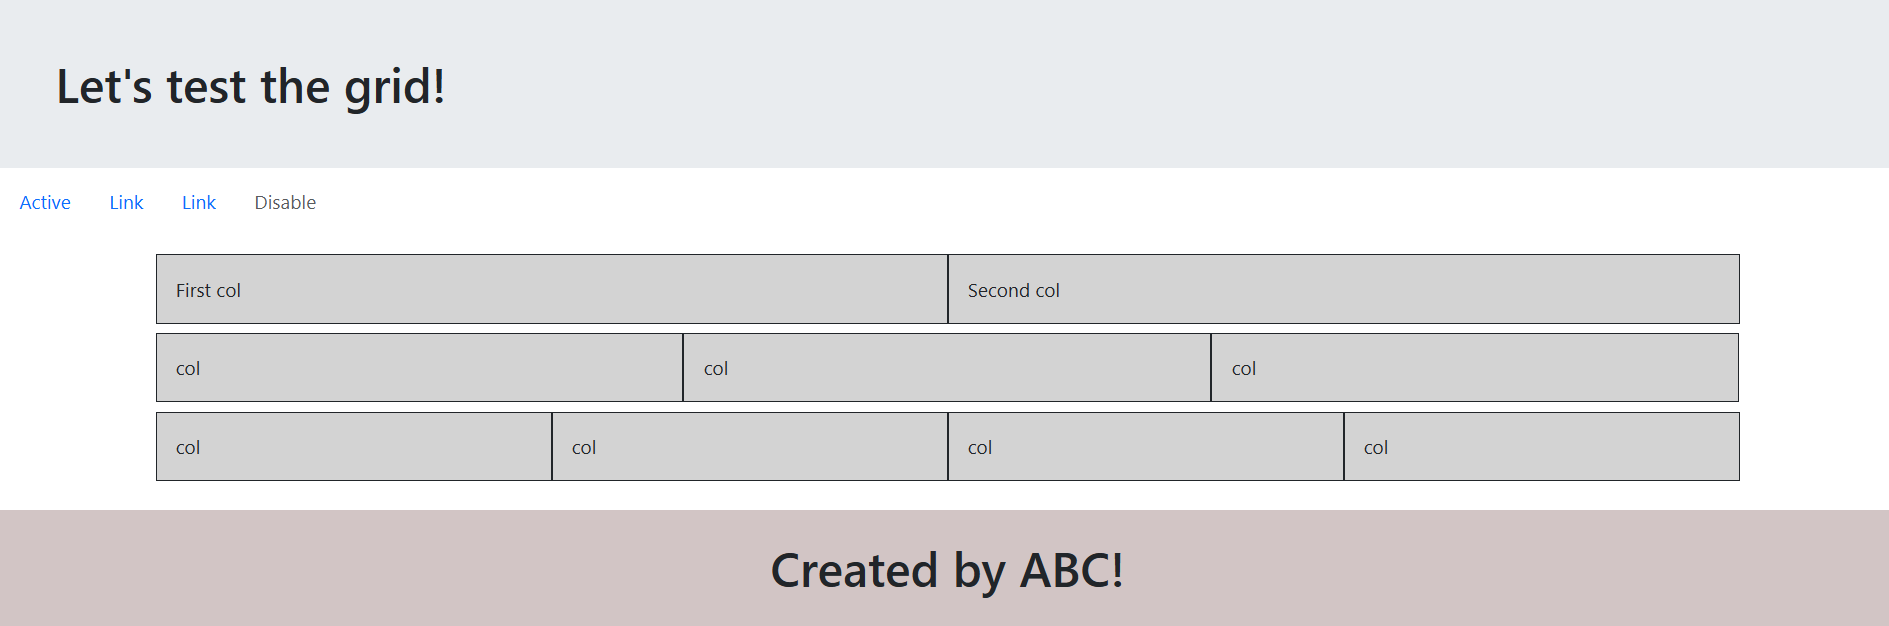 Let's test the grid!
Active Link Link Disable
First col Second col
col col col
col col col col
Created by ABC!